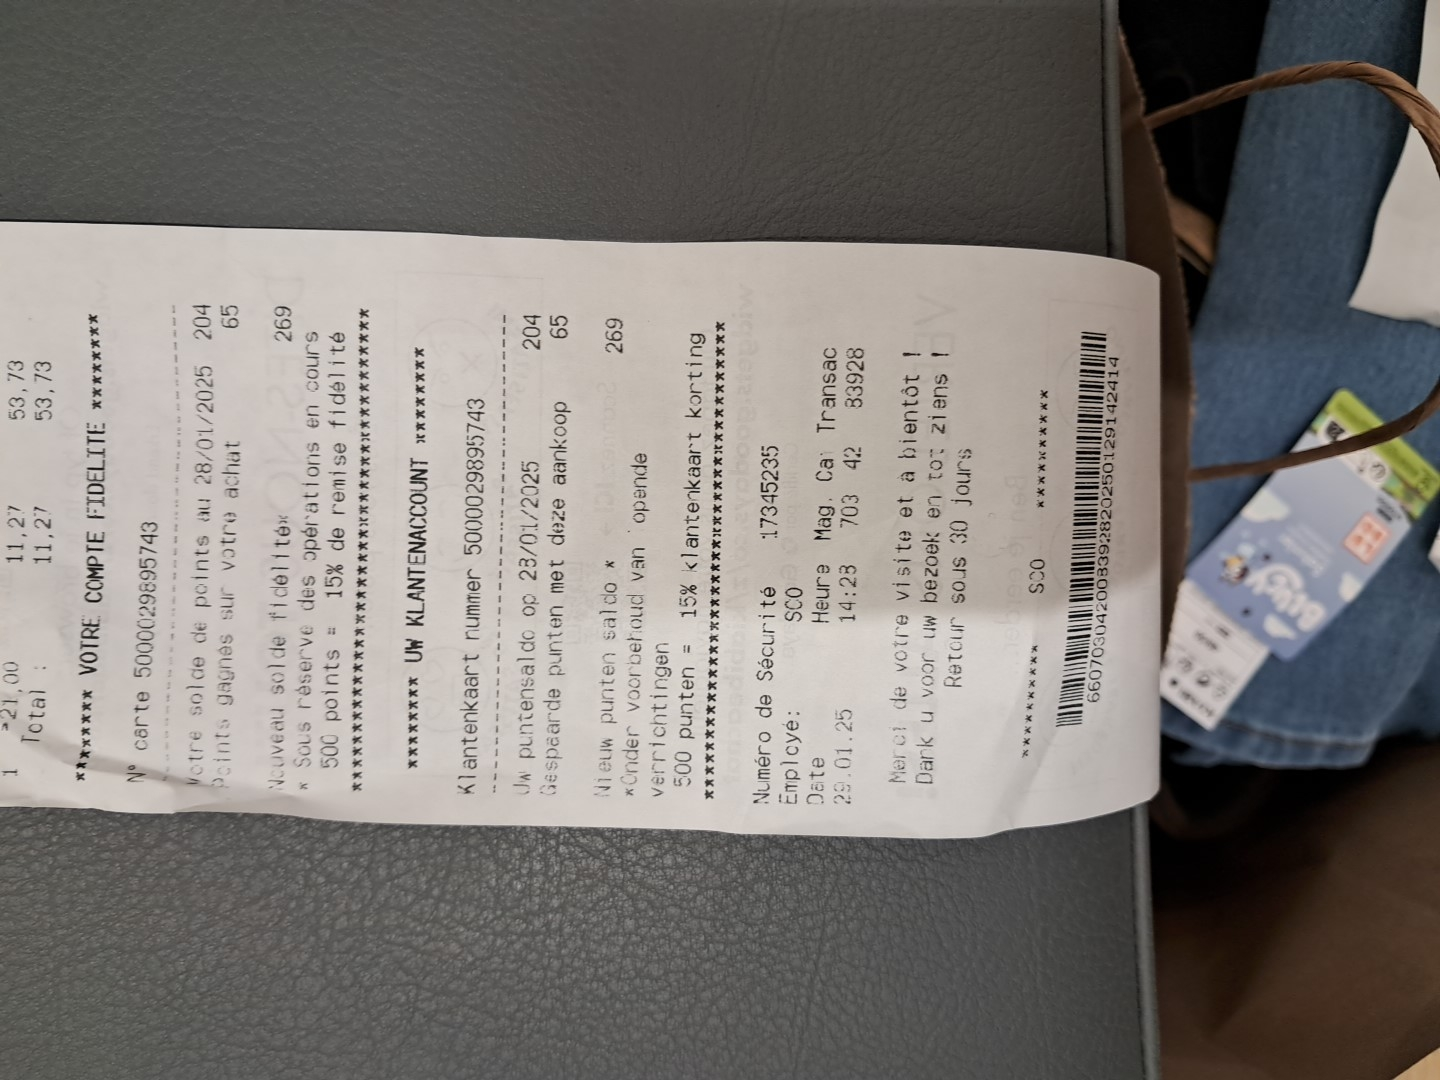 1 21,00 11,27 53,73
Total : 11,27 53,73
******** VOTRE COMPTE FIDELITE ********
N° carte 5000029895743
Votre solde de points au 28/01/2025 204
Points gagnés sur votre achat 65
Nouveau solde fidélité* 269
* Sous réserve des opérations en cours
500 points = 15% de remise fidélité
******** UW KLANTENACCOUNT ********
Klantenkaart nummer 5000029895743
Uw puntensaldo op 28/01/2025 204
Gespaarde punten met deze aankoop 65
Nieuw punten saldo * 269
*Onder voorbehoud van opende
verrichtingen
500 punten = 15% klantenkaart korting
Numéro de Sécurité :17345235
Employé: SCO
Date Heure Mag. Transac
29.01.25 14:23 703 42 83928
Merci de votre visite et à bientôt !
Dank u voor uw bezoek en tot ziens !
Retour sous 30 jours
********** SCO **********
6607030420083928202501291424​14
Bluey